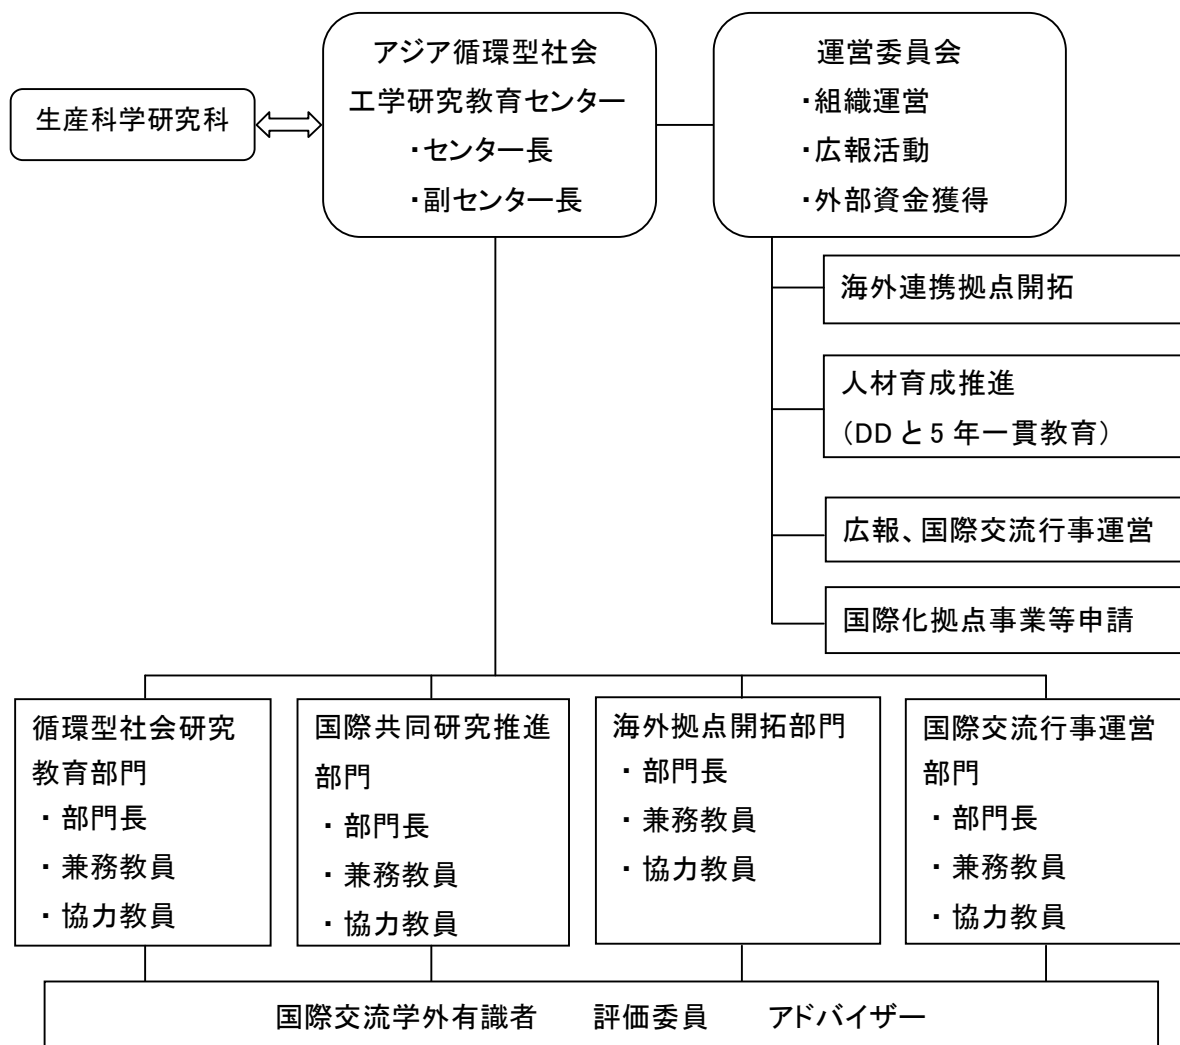 生産科学研究科
アジア循環型社会
工学研究教育センター
・センター長
・副センター長
運営委員会
・組織運営
・広報活動
・外部資金獲得
海外連携拠点開拓
人材育成推進
(DDと5年一貫教育)
広報、国際交流行事運営
国際化拠点事業等申請
循環型社会研究
教育部門
・部門長
・兼務教員
・協力教員
国際共同研究推進
部門
・部門長
・兼務教員
・協力教員
海外拠点開拓部門
・部門長
・兼務教員
・協力教員
国際交流行事運営
部門
・部門長
・兼務教員
・協力教員
国際交流学外有識者 評価委員 アドバイザー